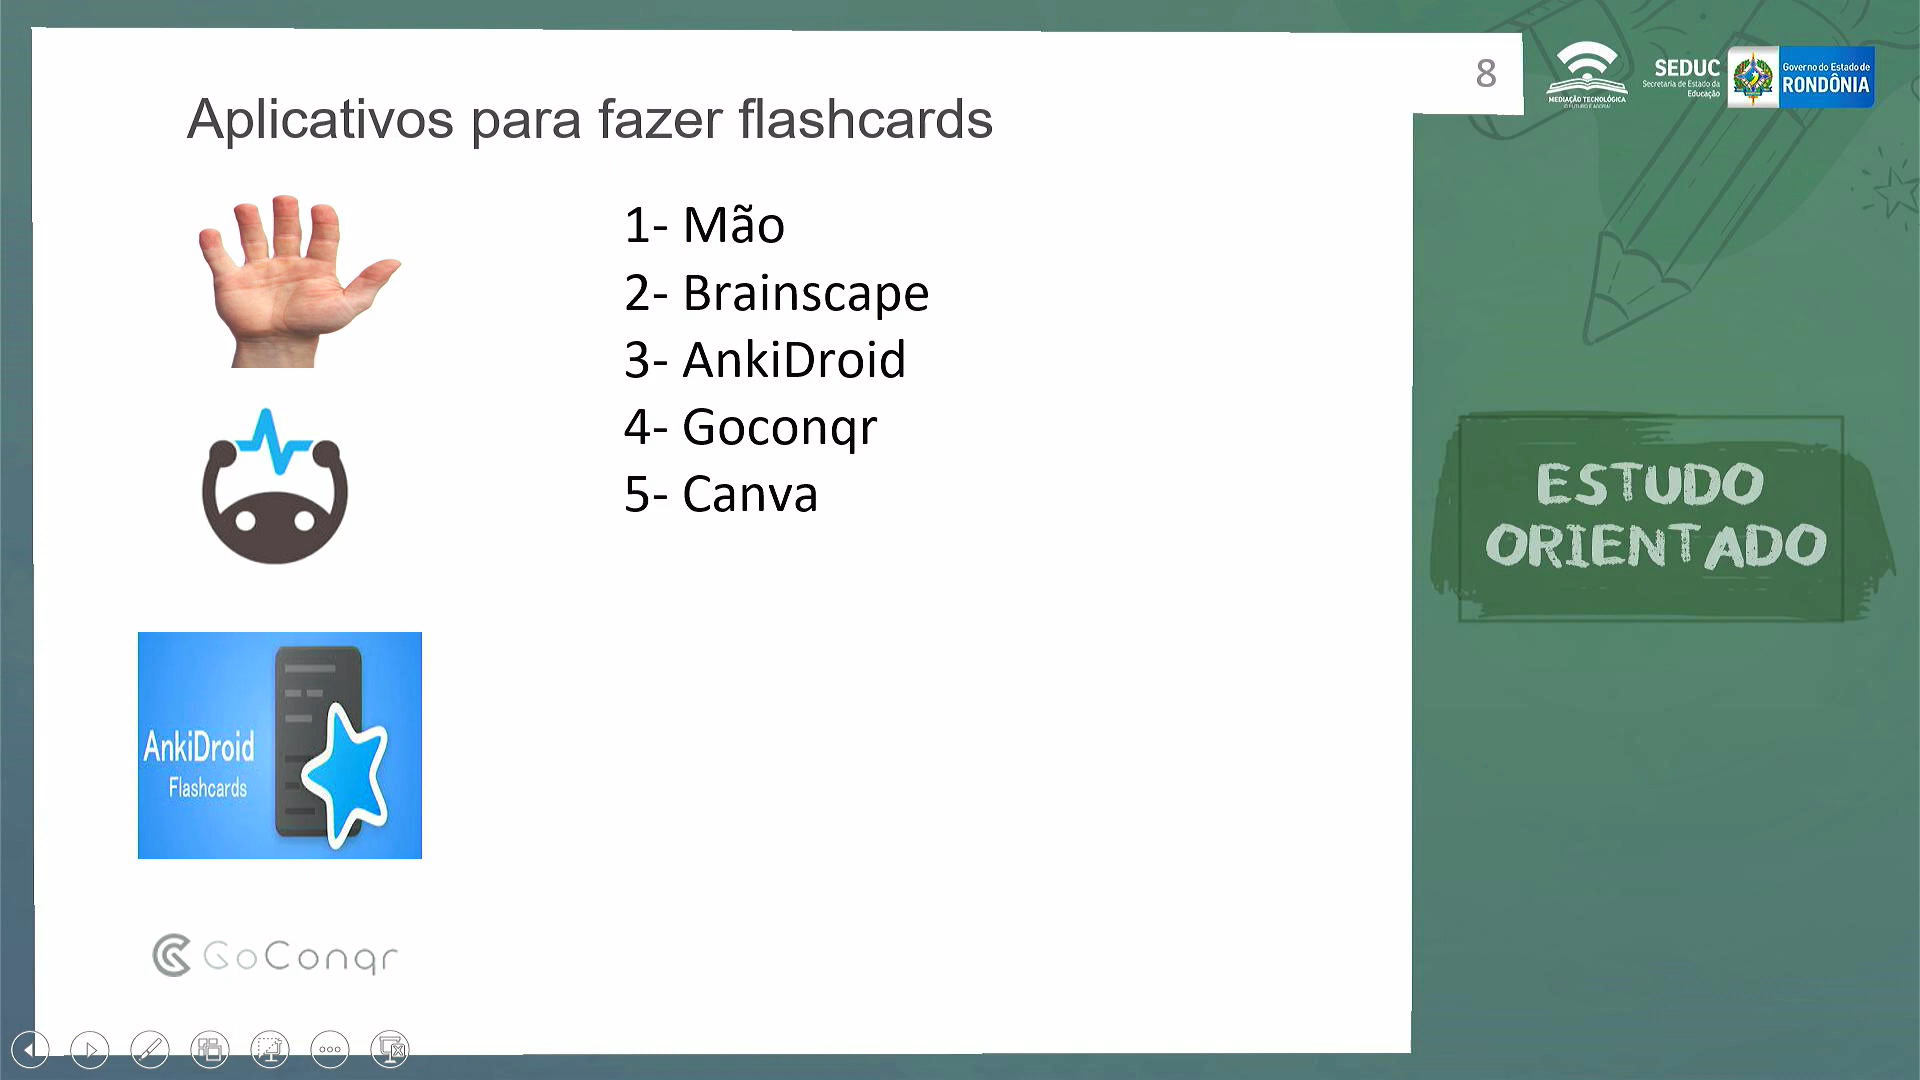 8
MEDIAÇÃO TECNOLÓGICA
SEDUC
Secretaria de Estado da
Educação
Governo do Estado de
RONDÔNIA
Aplicativos para fazer flashcards
1- Mão
2- Brainscape
3- AnkiDroid
4- Goconqr
5- Canva
AnkiDroid
Flashcards
GoConqr
ESTUDO
ORIENTADO